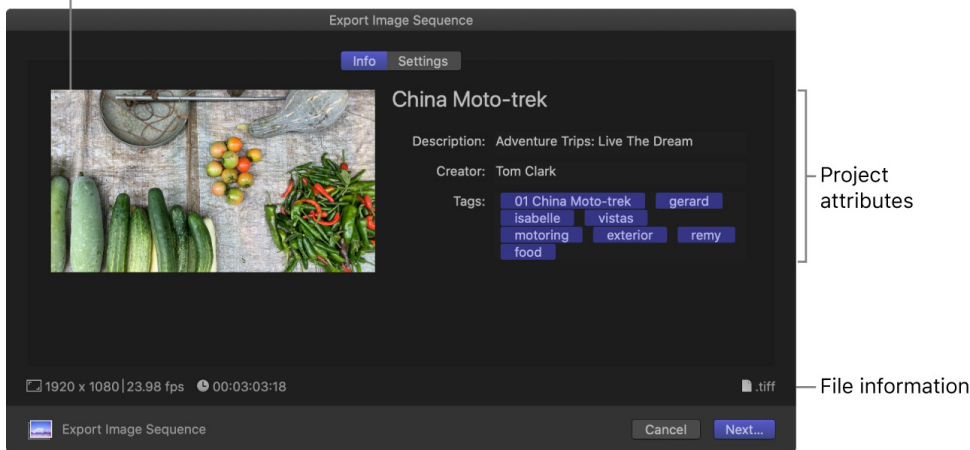 Export Image Sequence
Info Settings
China Moto-trek
Description: Adventure Trips: Live The Dream
Creator: Tom Clark
Tags: 01 China Moto-trek gerard
isabelle vistas
motoring exterior remy
food
Project
attributes
1920 x 1080|23.98 fps 00:03:03:18 .tiff
File information
Export Image Sequence Cancel Next...